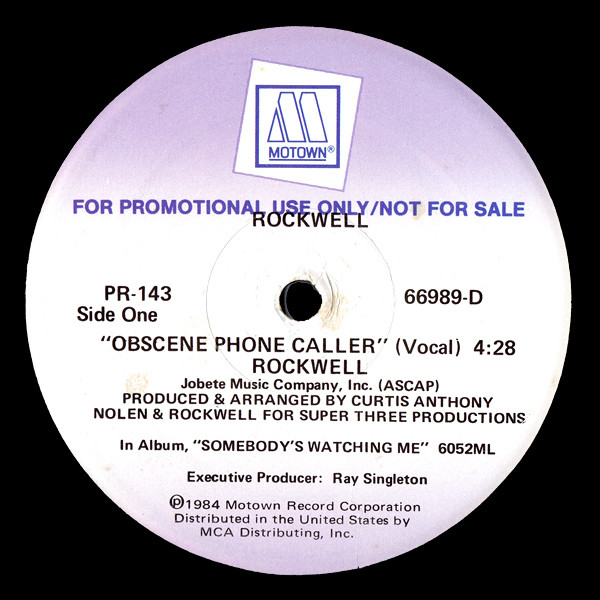 MOTOWN®
FOR PROMOTIONAL USE ONLY/NOT FOR SALE
ROCKWELL
PR-143
Side One
66989-D
"OBSCENE PHONE CALLER" (Vocal) 4:28
ROCKWELL
Jobete Music Company, Inc. (ASCAP)
PRODUCED & ARRANGED BY CURTIS ANTHONY
NOLEN & ROCKWELL FOR SUPER THREE PRODUCTIONS
In Album, "SOMEBODY'S WATCHING ME" 6052ML
Executive Producer: Ray Singleton
℗1984 Motown Record Corporation
Distributed in the United States by
MCA Distributing, Inc.